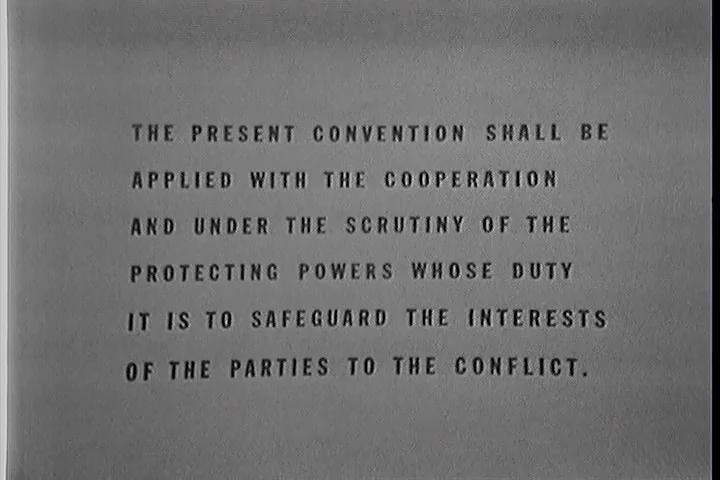 THE PRESENT CONVENTION SHALL BE
APPLIED WITH THE COOPERATION
AND UNDER THE SCRUTINY OF THE
PROTECTING POWERS WHOSE DUTY
IT IS TO SAFEGUARD THE INTERESTS
OF THE PARTIES TO THE CONFLICT.